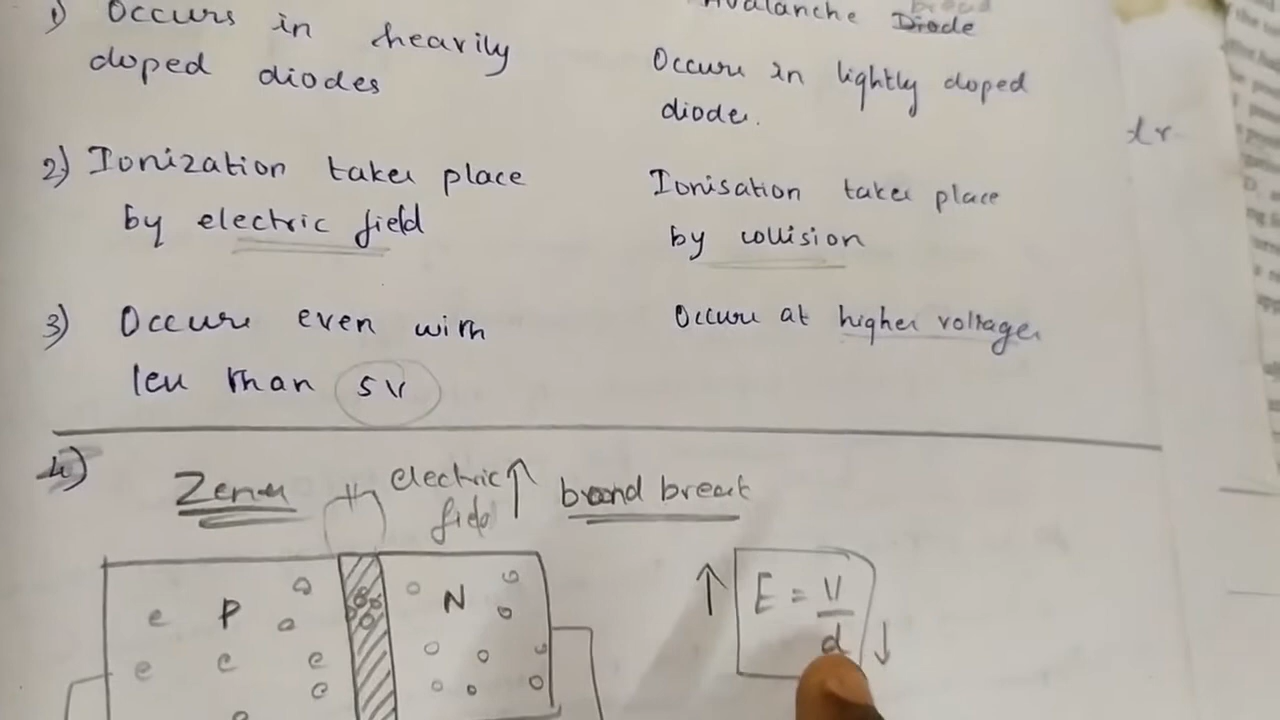 1) Occurs in heavily
doped diodes
Avalanche Diode
Occurs in lightly doped
diode.
2) Ionization takes place
by electric field
Ionisation takes place
by collision
3) Occurs even with
less than 5V
Occurs at higher voltages
4)
Zener
electric
field
bond break
P
N
E = V
d